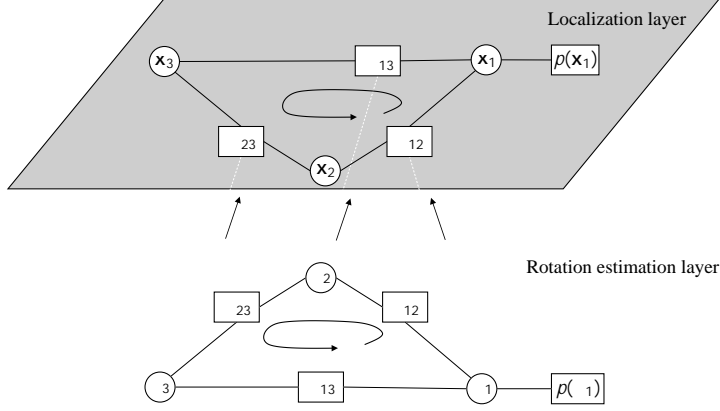 Localization layer
x3 13 x1 p(x1)
23 12
x2
Rotation estimation layer
2
23 12
3 13 1 p( 1)